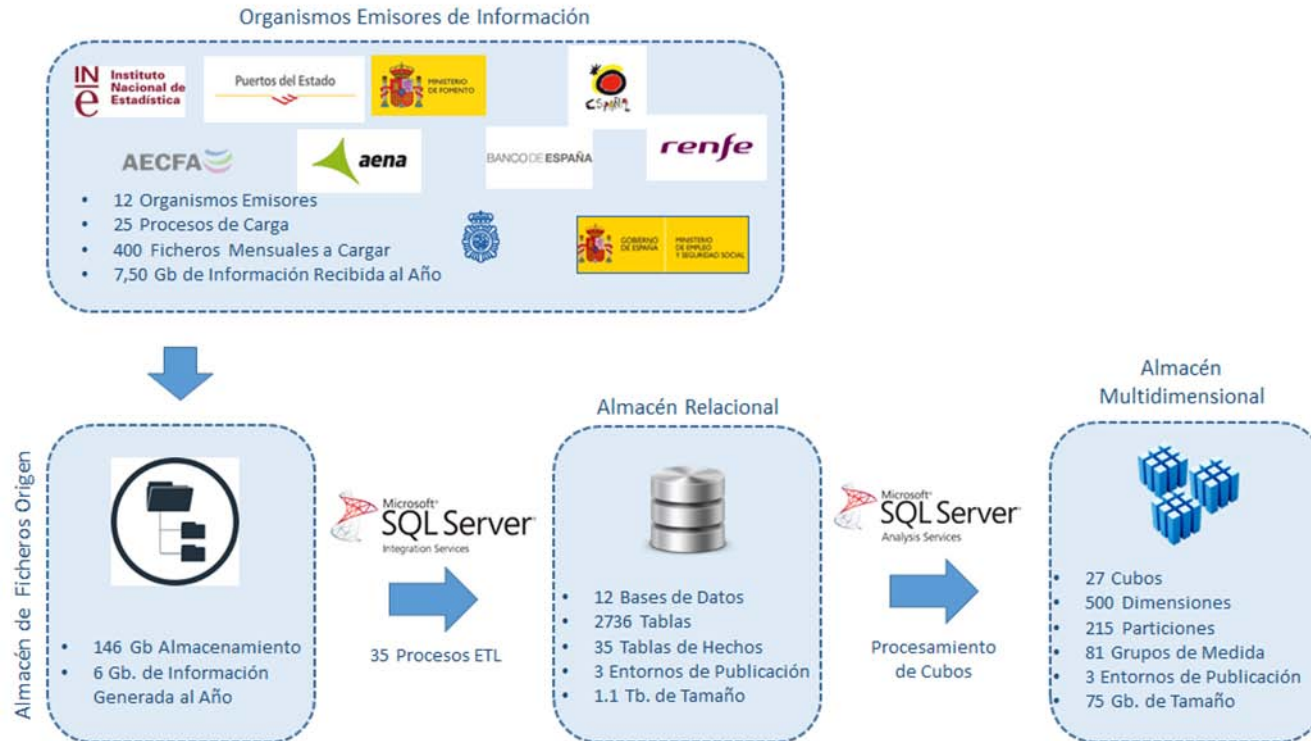 Organismos Emisores de Información
INe Instituto
Nacional de
Estadística
Puertos del Estado
MINISTERIO
DE FOMENTO
ESPAÑA
AECFA
aena
BANCO DE ESPAÑA
renfe
• 12 Organismos Emisores
• 25 Procesos de Carga
• 400 Ficheros Mensuales a Cargar
• 7,50 Gb de Información Recibida al Año
GOBIERNO
DE ESPAÑA
MINISTERIO
DE EMPLEO
Y SEGURIDAD SOCIAL
Almacén de Ficheros Origen
• 146 Gb Almacenamiento
• 6 Gb. de Información
Generada al Año
Microsoft®
SQL Server®
Integration Services
35 Procesos ETL
Almacén Relacional
• 12 Bases de Datos
• 2736 Tablas
• 35 Tablas de Hechos
• 3 Entornos de Publicación
• 1.1 Tb. de Tamaño
Microsoft®
SQL Server®
Analysis Services
Procesamiento
de Cubos
Almacén
Multidimensional
• 27 Cubos
• 500 Dimensiones
• 215 Particiones
• 81 Grupos de Medida
• 3 Entornos de Publicación
• 75 Gb. de Tamaño